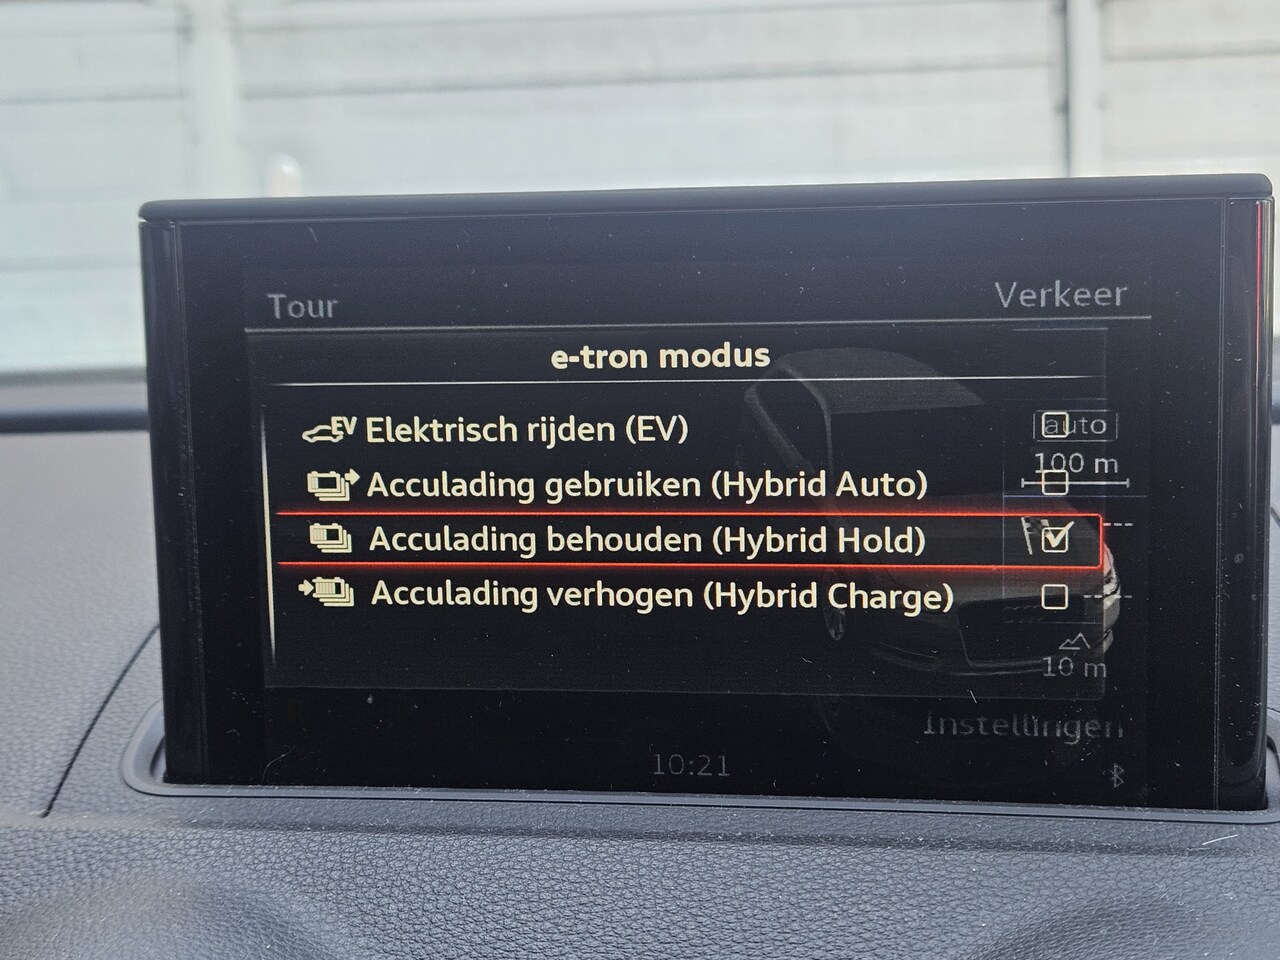 Tour
Verkeer
e-tron modus
EV Elektrisch rijden (EV)
auto
100 m
Acculading gebruiken (Hybrid Auto)
Acculading behouden (Hybrid Hold)
Acculading verhogen (Hybrid Charge)
10 m
Instellingen
10:21